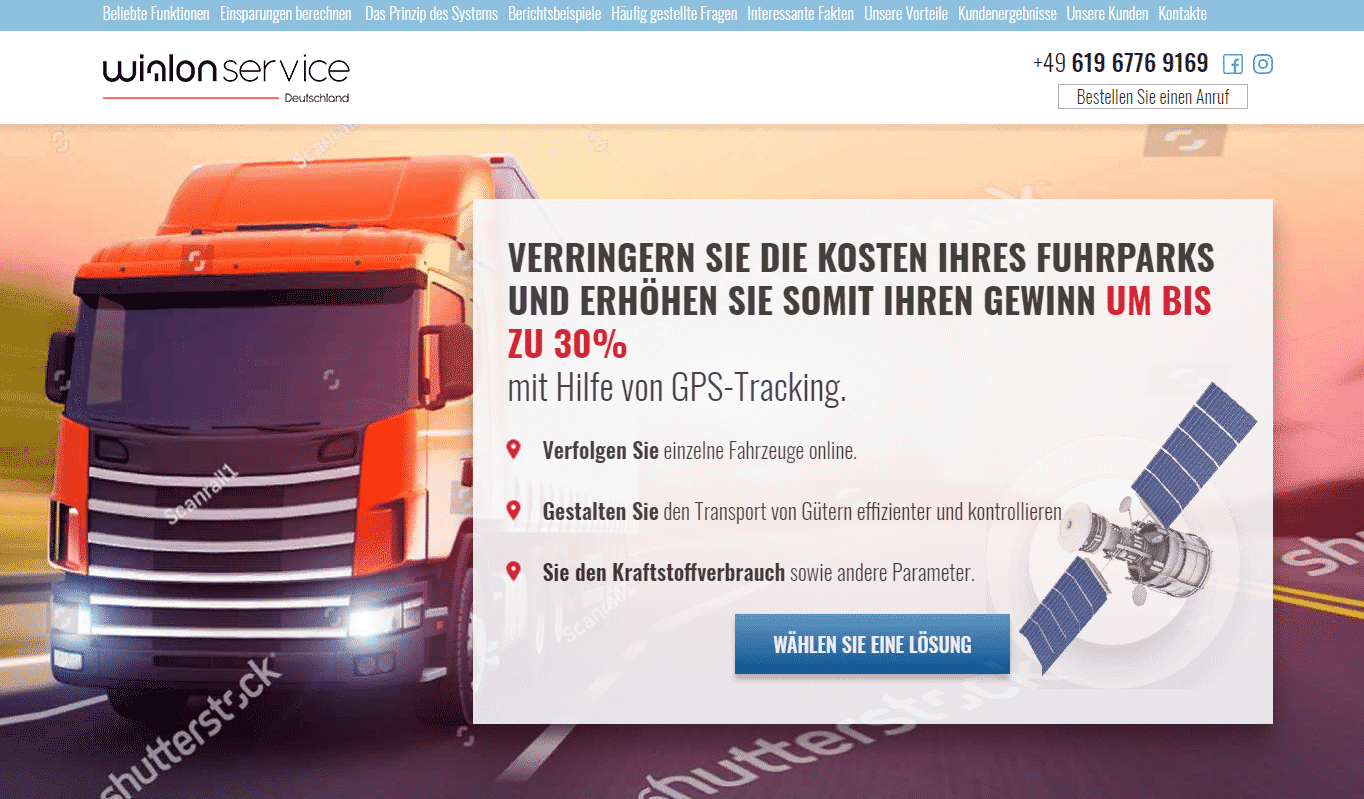 Beliebte Funktionen Einsparungen berechnen Das Prinzip des Systems Berichtsbeispiele Häufig gestellte Fragen Interessante Fakten Unsere Vorteile Kundenergebnisse Unsere Kunden Kontakte
wialon service
Deutschland
+49 619 6776 9169
Bestellen Sie einen Anruf
VERRINGERN SIE DIE KOSTEN IHRES FUHRPARKS
UND ERHÖHEN SIE SOMIT IHREN GEWINN UM BIS
ZU 30%
mit Hilfe von GPS-Tracking.
Verfolgen Sie einzelne Fahrzeuge online.
Gestalten Sie den Transport von Gütern effizienter und kontrollieren
Sie den Kraftstoffverbrauch sowie andere Parameter.
WÄHLEN SIE EINE LÖSUNG
Scanrail1
Scanrail1
shutterstock
shutterstock